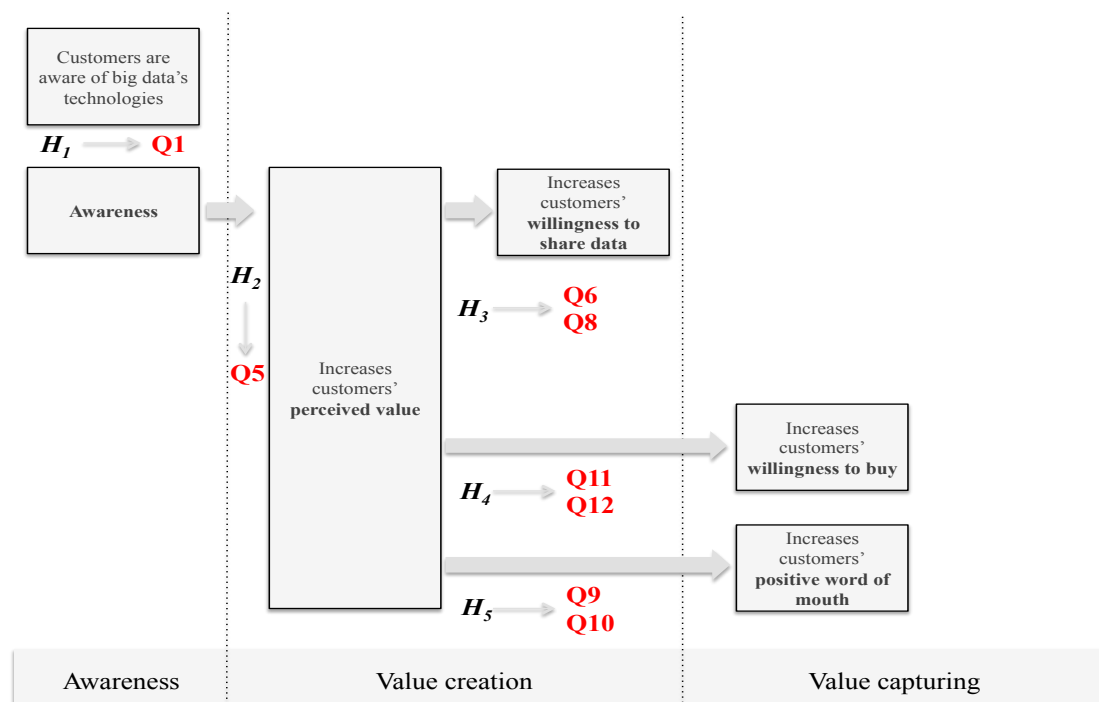 Customers are
aware of big data's
technologies
H1 Q1
Awareness
H2
Q5
Increases
customers'
perceived value
Increases
customers'
willingness to
share data
H3 Q6
Q8
Increases
customers'
willingness to buy
H4 Q11
Q12
Increases
customers'
positive word of
mouth
H5 Q9
Q10
Awareness
Value creation
Value capturing